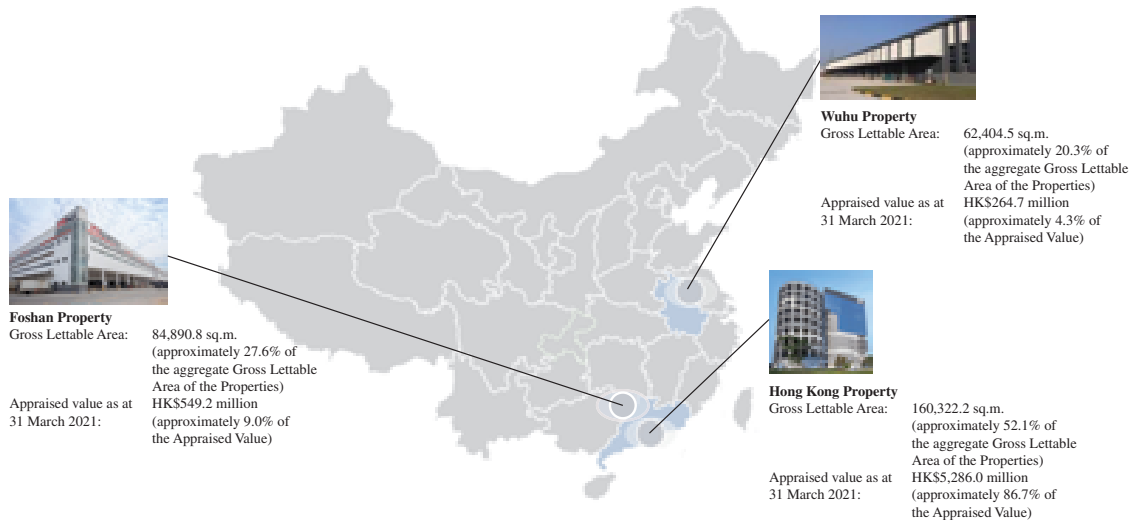 Wuhu Property
Gross Lettable Area: 62,404.5 sq.m.
(approximately 20.3% of
the aggregate Gross Lettable
Area of the Properties)
Appraised value as at HK$264.7 million
31 March 2021: (approximately 4.3% of
the Appraised Value)
Foshan Property
Gross Lettable Area: 84,890.8 sq.m.
(approximately 27.6% of
the aggregate Gross Lettable
Area of the Properties)
Appraised value as at HK$549.2 million
31 March 2021: (approximately 9.0% of
the Appraised Value)
Hong Kong Property
Gross Lettable Area: 160,322.2 sq.m.
(approximately 52.1% of
the aggregate Gross Lettable
Area of the Properties)
Appraised value as at HK$5,286.0 million
31 March 2021: (approximately 86.7% of
the Appraised Value)